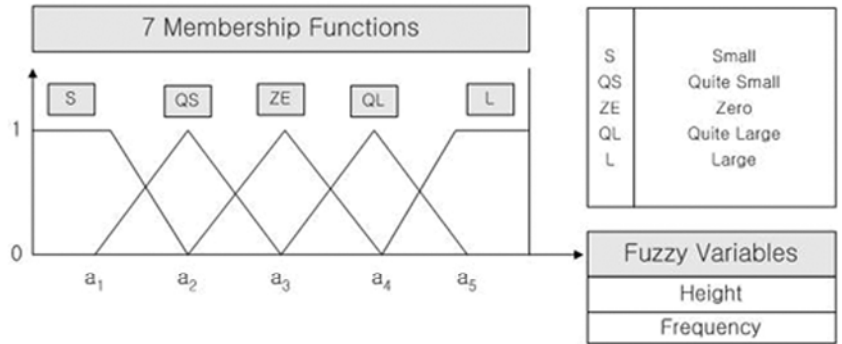 7 Membership Functions
S QS ZE QL L
1
0
a₁ a₂ a₃ a₄ a₅
S Small
QS Quite Small
ZE Zero
QL Quite Large
L Large
Fuzzy Variables
Height
Frequency